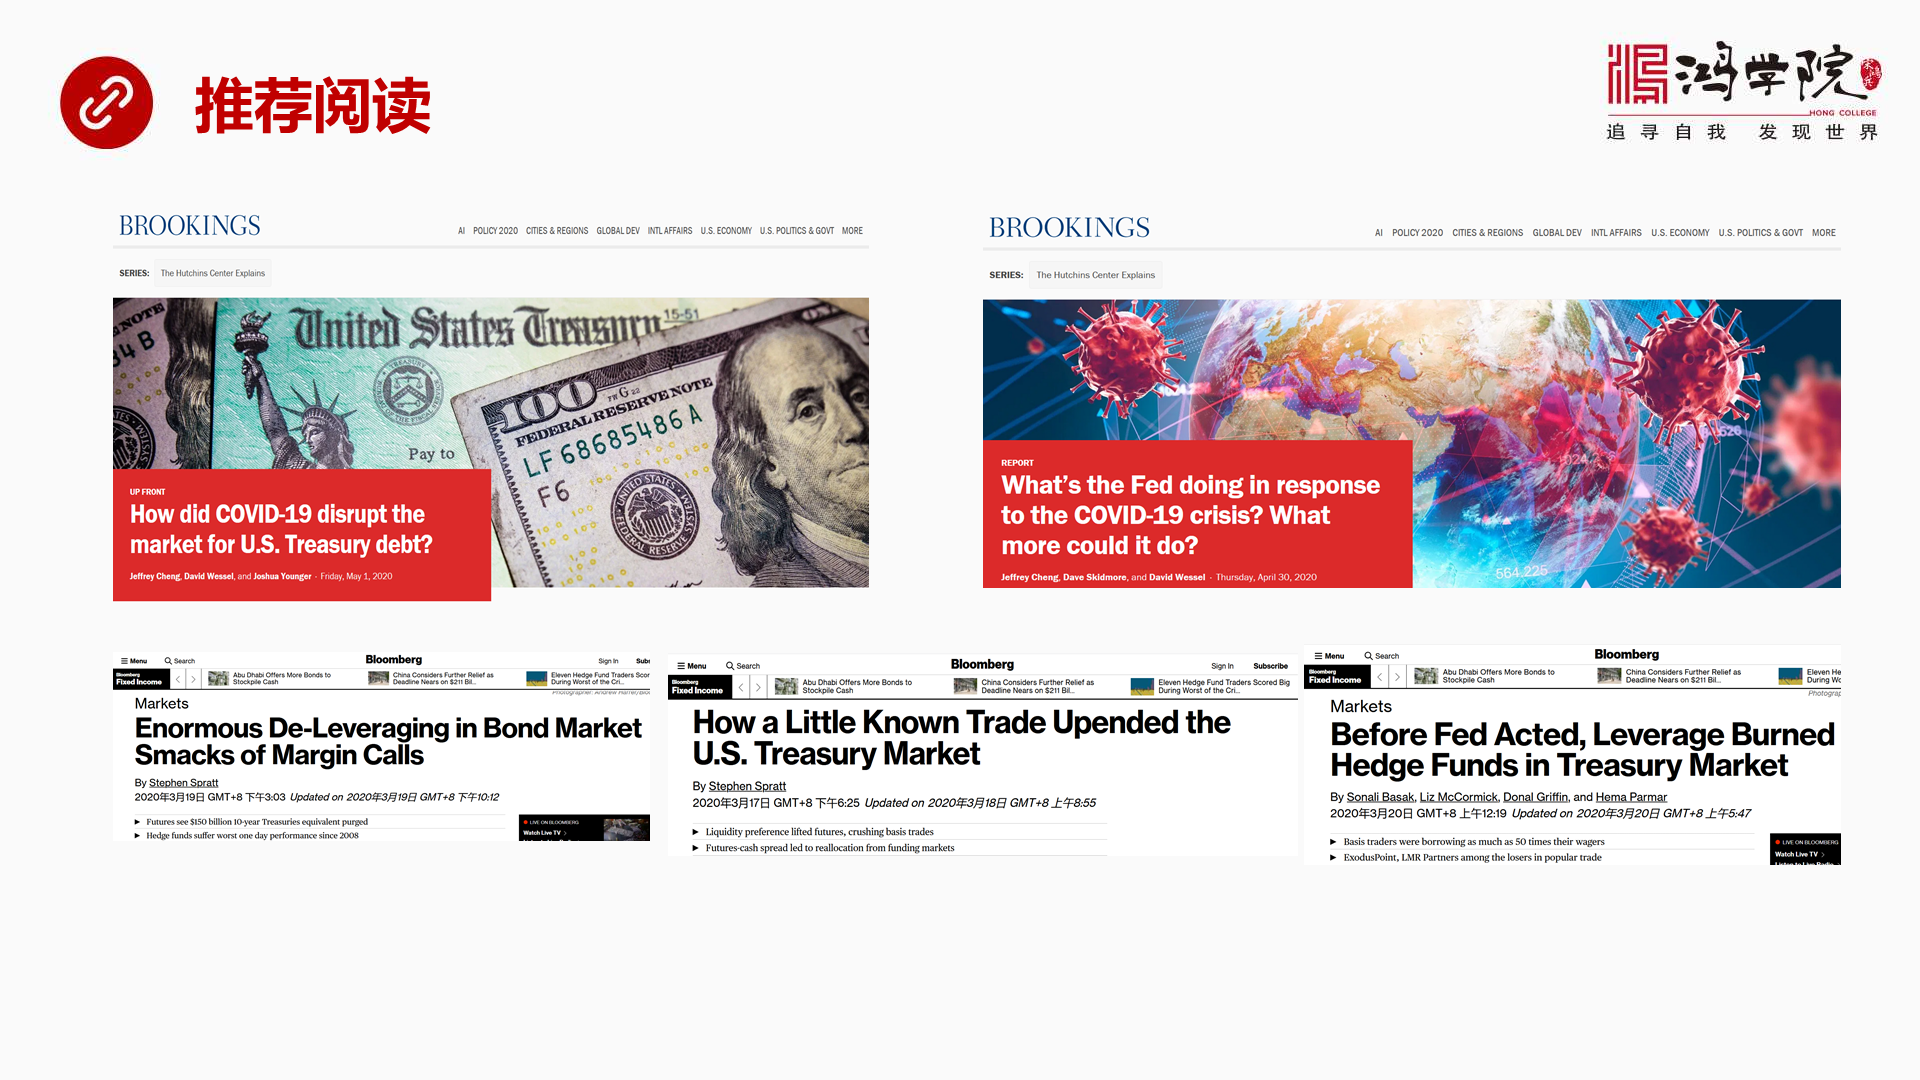 推荐阅读
鸿学院
HONG COLLEGE
追寻自我 发现世界
BROOKINGS
AI POLICY 2020 CITIES & REGIONS GLOBAL DEV INTL AFFAIRS U.S. ECONOMY U.S. POLITICS & GOVT MORE
SERIES: The Hutchins Center Explains
United States Treasury 15-51
Pay to
100
FEDERAL RESERVE NOTE
LF 68685486 A
F6
UP FRONT
How did COVID-19 disrupt the
market for U.S. Treasury debt?
Jeffrey Cheng, David Wessel, and Joshua Younger · Friday, May 1, 2020
BROOKINGS
AI POLICY 2020 CITIES & REGIONS GLOBAL DEV INTL AFFAIRS U.S. ECONOMY U.S. POLITICS & GOVT MORE
SERIES: The Hutchins Center Explains
REPORT
What's the Fed doing in response
to the COVID-19 crisis? What
more could it do?
Jeffrey Cheng, Dave Skidmore, and David Wessel · Thursday, April 30, 2020
564.225
Menu Search Bloomberg Sign In
Bloomberg
Fixed Income
Abu Dhabi Offers More Bonds to
Stockpile Cash
China Considers Further Relief as
Deadline Nears on $211 Bil...
Eleven Hedge Fund Traders Scor
During Worst of the Cri...
Markets
Enormous De-Leveraging in Bond Market
Smacks of Margin Calls
By Stephen Spratt
2020年3月19日 GMT+8 下午3:03 Updated on 2020年3月19日 GMT+8 下午10:12
Futures see $150 billion 10-year Treasuries equivalent purged
Hedge funds suffer worst one day performance since 2008
LIVE ON BLOOMBERG
Watch Live TV
Menu Search Bloomberg Sign In Subscribe
Bloomberg
Fixed Income
Abu Dhabi Offers More Bonds to
Stockpile Cash
China Considers Further Relief as
Deadline Nears on $211 Bil...
Eleven Hedge Fund Traders Scored Big
During Worst of the Cri...
How a Little Known Trade Upended the
U.S. Treasury Market
By Stephen Spratt
2020年3月17日 GMT+8 下午6:25 Updated on 2020年3月18日 GMT+8 上午8:55
Liquidity preference lifted futures, crushing basis trades
Futures-cash spread led to reallocation from funding markets
Menu Search Bloomberg
Bloomberg
Fixed Income
Abu Dhabi Offers More Bonds to
Stockpile Cash
China Considers Further Relief as
Deadline Nears on $211 Bil...
Eleven He
During Wo
Markets
Before Fed Acted, Leverage Burned
Hedge Funds in Treasury Market
By Sonali Basak, Liz McCormick, Donal Griffin, and Hema Parmar
2020年3月20日 GMT+8 上午12:19 Updated on 2020年3月20日 GMT+8 上午5:47
Basis traders were borrowing as much as 50 times their wagers
ExodusPoint, LMR Partners among the losers in popular trade
LIVE ON BLOOMBERG
Watch Live TV